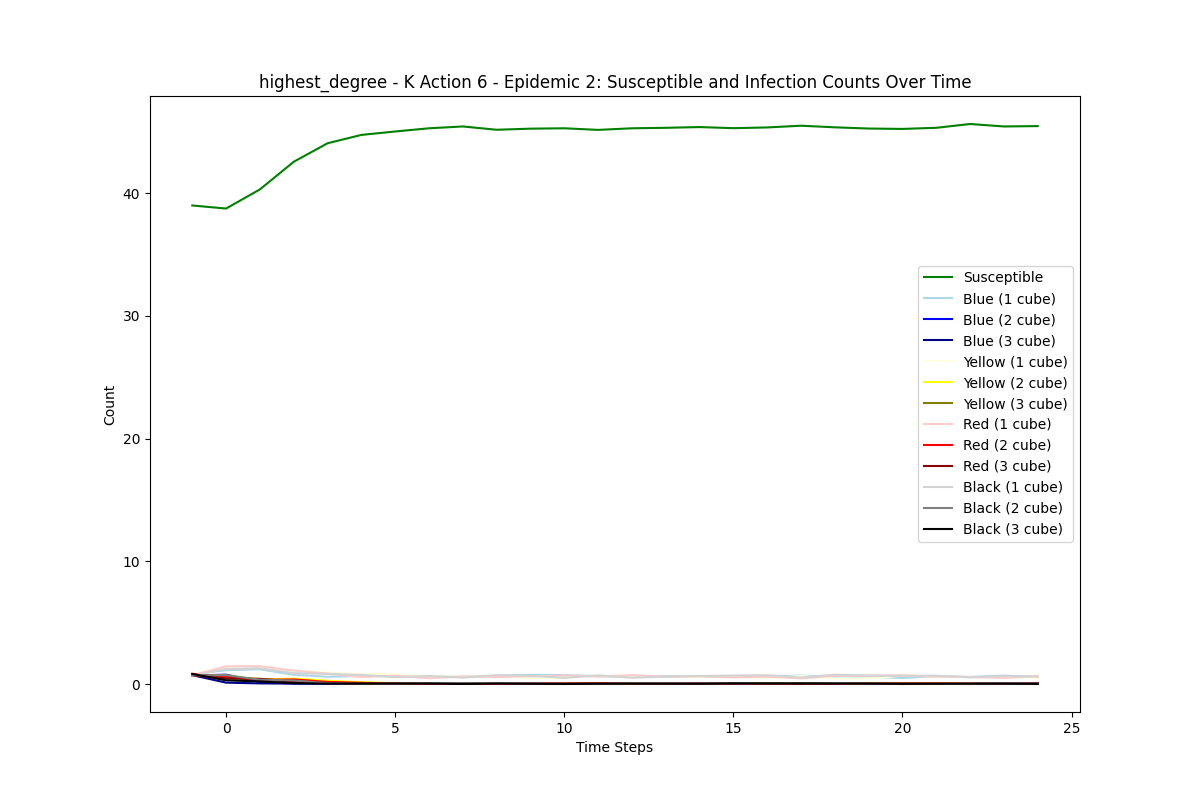 highest_degree - K Action 6 - Epidemic 2: Susceptible and Infection Counts Over Time
Count
40
30
20
10
0
Susceptible
Blue (1 cube)
Blue (2 cube)
Blue (3 cube)
Yellow (1 cube)
Yellow (2 cube)
Yellow (3 cube)
Red (1 cube)
Red (2 cube)
Red (3 cube)
Black (1 cube)
Black (2 cube)
Black (3 cube)
0 5 10 15 20 25
Time Steps